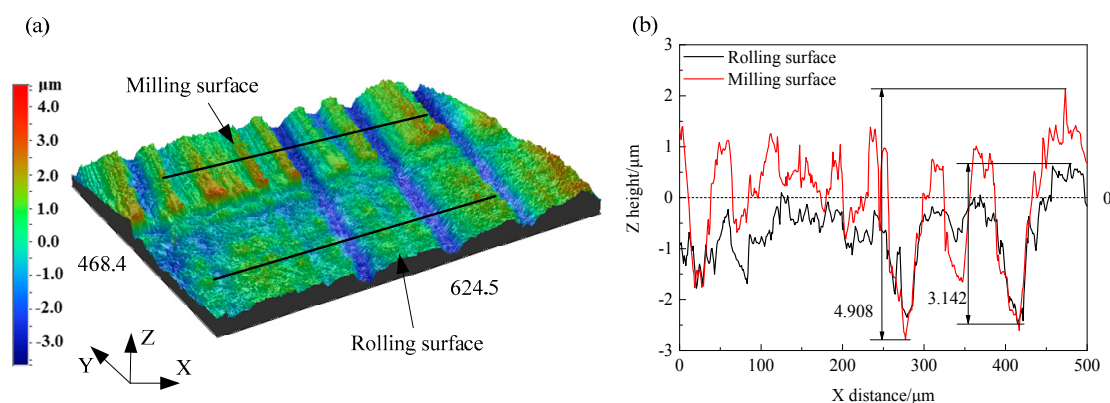 (a)
μm
4.0
3.0
2.0
1.0
0.0
-1.0
-2.0
-3.0
Milling surface
468.4
624.5
Rolling surface
Z
Y
X
(b)
Rolling surface
Milling surface
Z height/μm
3
2
1
0
-1
-2
-3
0
4.908
3.142
0 100 200 300 400 500
X distance/μm